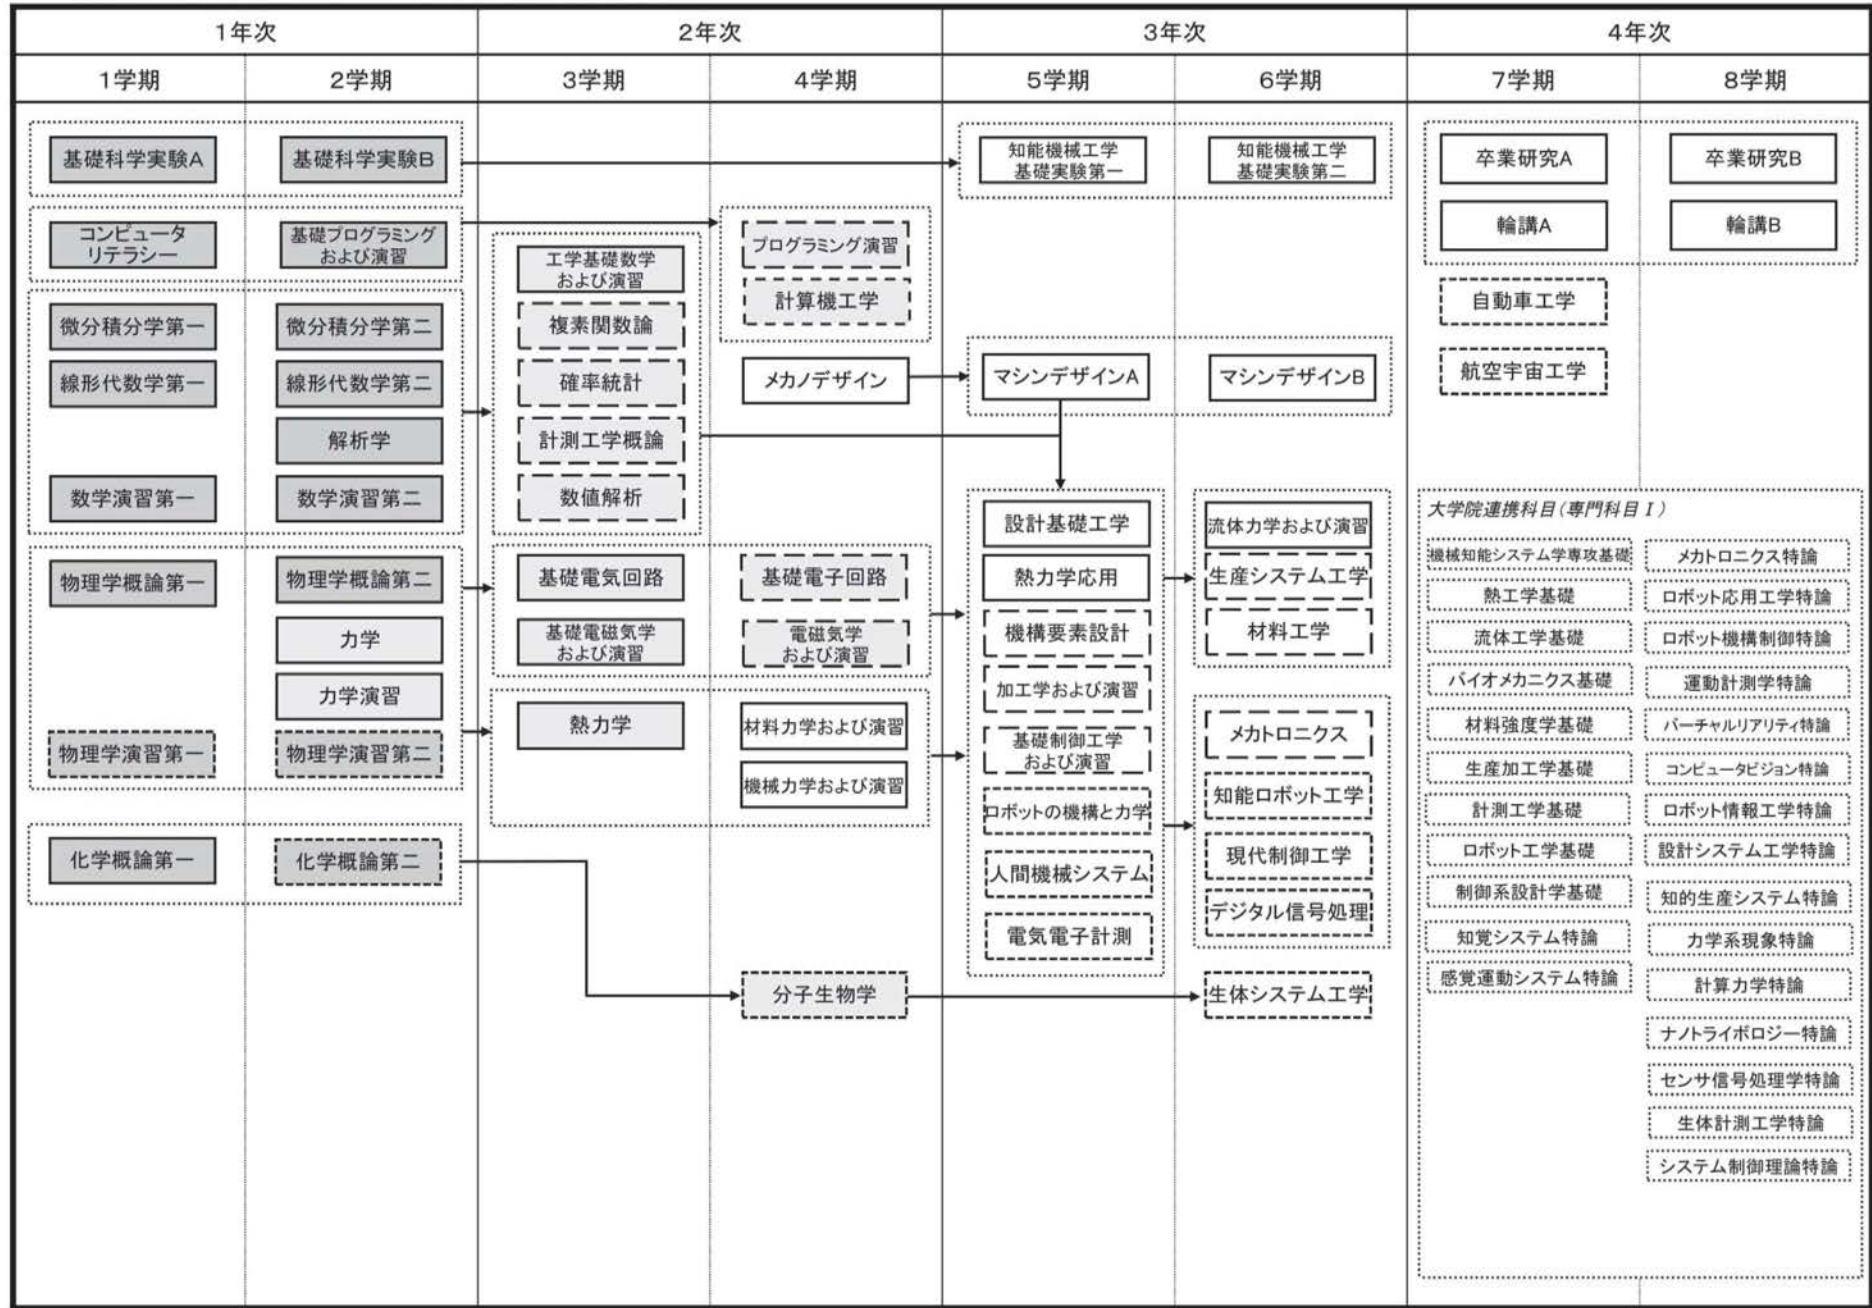 1年次
2年次
3年次
4年次
1学期
2学期
3学期
4学期
5学期
6学期
7学期
8学期
基礎科学実験A
コンピュータ
リテラシー
微分積分学第一
線形代数学第一
数学演習第一
物理学概論第一
物理学演習第一
化学概論第一
基礎科学実験B
基礎プログラミング
および演習
微分積分学第二
線形代数学第二
解析学
数学演習第二
物理学概論第二
力学
力学演習
物理学演習第二
化学概論第二
工学基礎数学
および演習
複素関数論
確率統計
計測工学概論
数値解析
基礎電気回路
基礎電磁気学
および演習
熱力学
プログラミング演習
計算機工学
メカノデザイン
基礎電子回路
電磁気学
および演習
材料力学および演習
機械力学および演習
分子生物学
知能機械工学
基礎実験第一
マシンデザインA
設計基礎工学
熱力学応用
機構要素設計
加工学および演習
基礎制御工学
および演習
ロボットの機構と力学
人間機械システム
電気電子計測
知能機械工学
基礎実験第二
マシンデザインB
流体力学および演習
生産システム工学
材料工学
メカトロニクス
知能ロボット工学
現代制御工学
デジタル信号処理
生体システム工学
卒業研究A
輪講A
自動車工学
航空宇宙工学
卒業研究B
輪講B
大学院連携科目(専門科目Ⅰ)
機械知能システム学専攻基礎
熱工学基礎
流体工学基礎
バイオメカニクス基礎
材料強度学基礎
生産加工学基礎
計測工学基礎
ロボット工学基礎
制御系設計学基礎
知覚システム特論
感覚運動システム特論
メカトロニクス特論
ロボット応用工学特論
ロボット機構制御特論
運動計測学特論
バーチャルリアリティ特論
コンピュータビジョン特論
ロボット情報工学特論
設計システム工学特論
知的生産システム特論
力学系現象特論
計算力学特論
ナノトライボロジー特論
センサ信号処理学特論
生体計測工学特論
システム制御理論特論